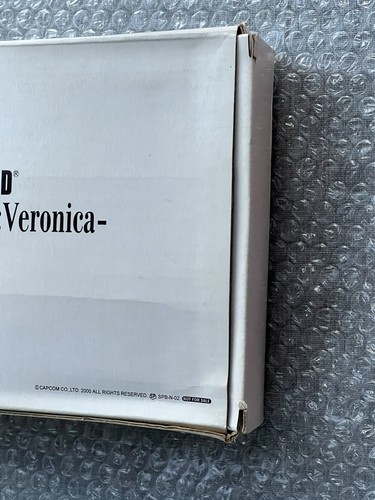 D®
:Veronica-
© CAPCOM CO., LTD. 2000 ALL RIGHTS RESERVED. SPB-N-02 NOT FOR SALE